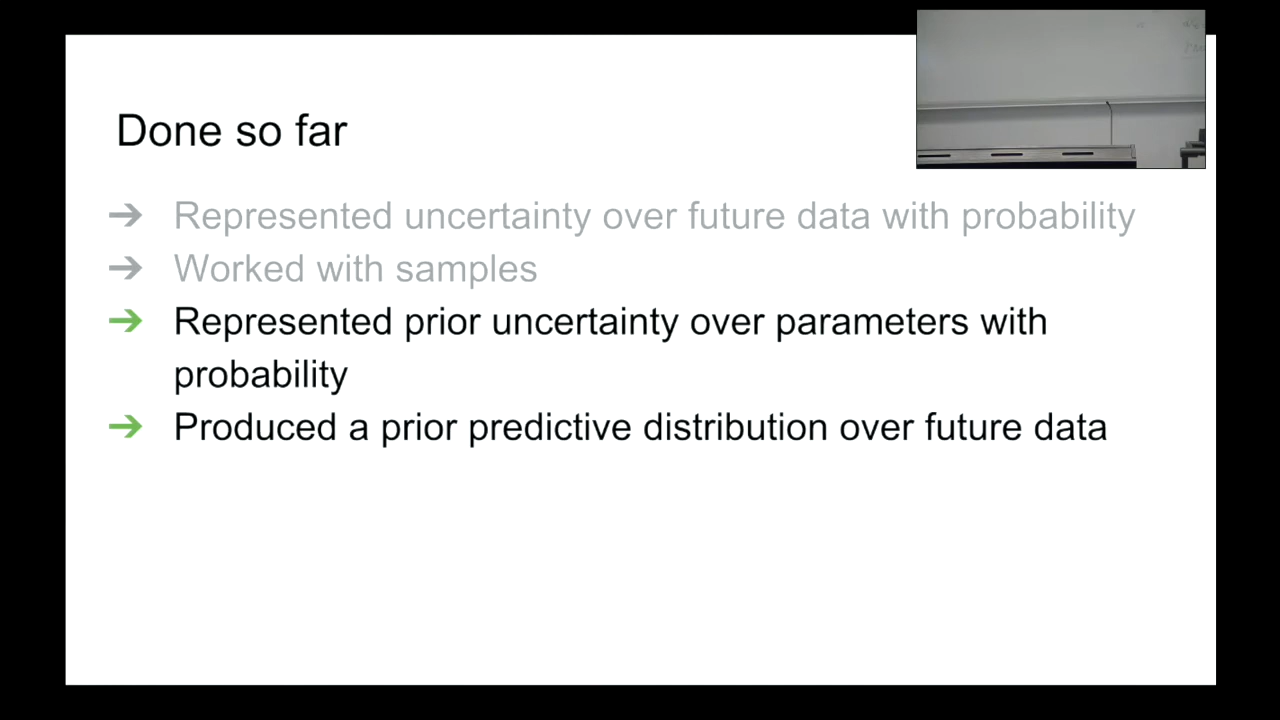 Done so far
➔ Represented uncertainty over future data with probability
➔ Worked with samples
➔ Represented prior uncertainty over parameters with
probability
➔ Produced a prior predictive distribution over future data